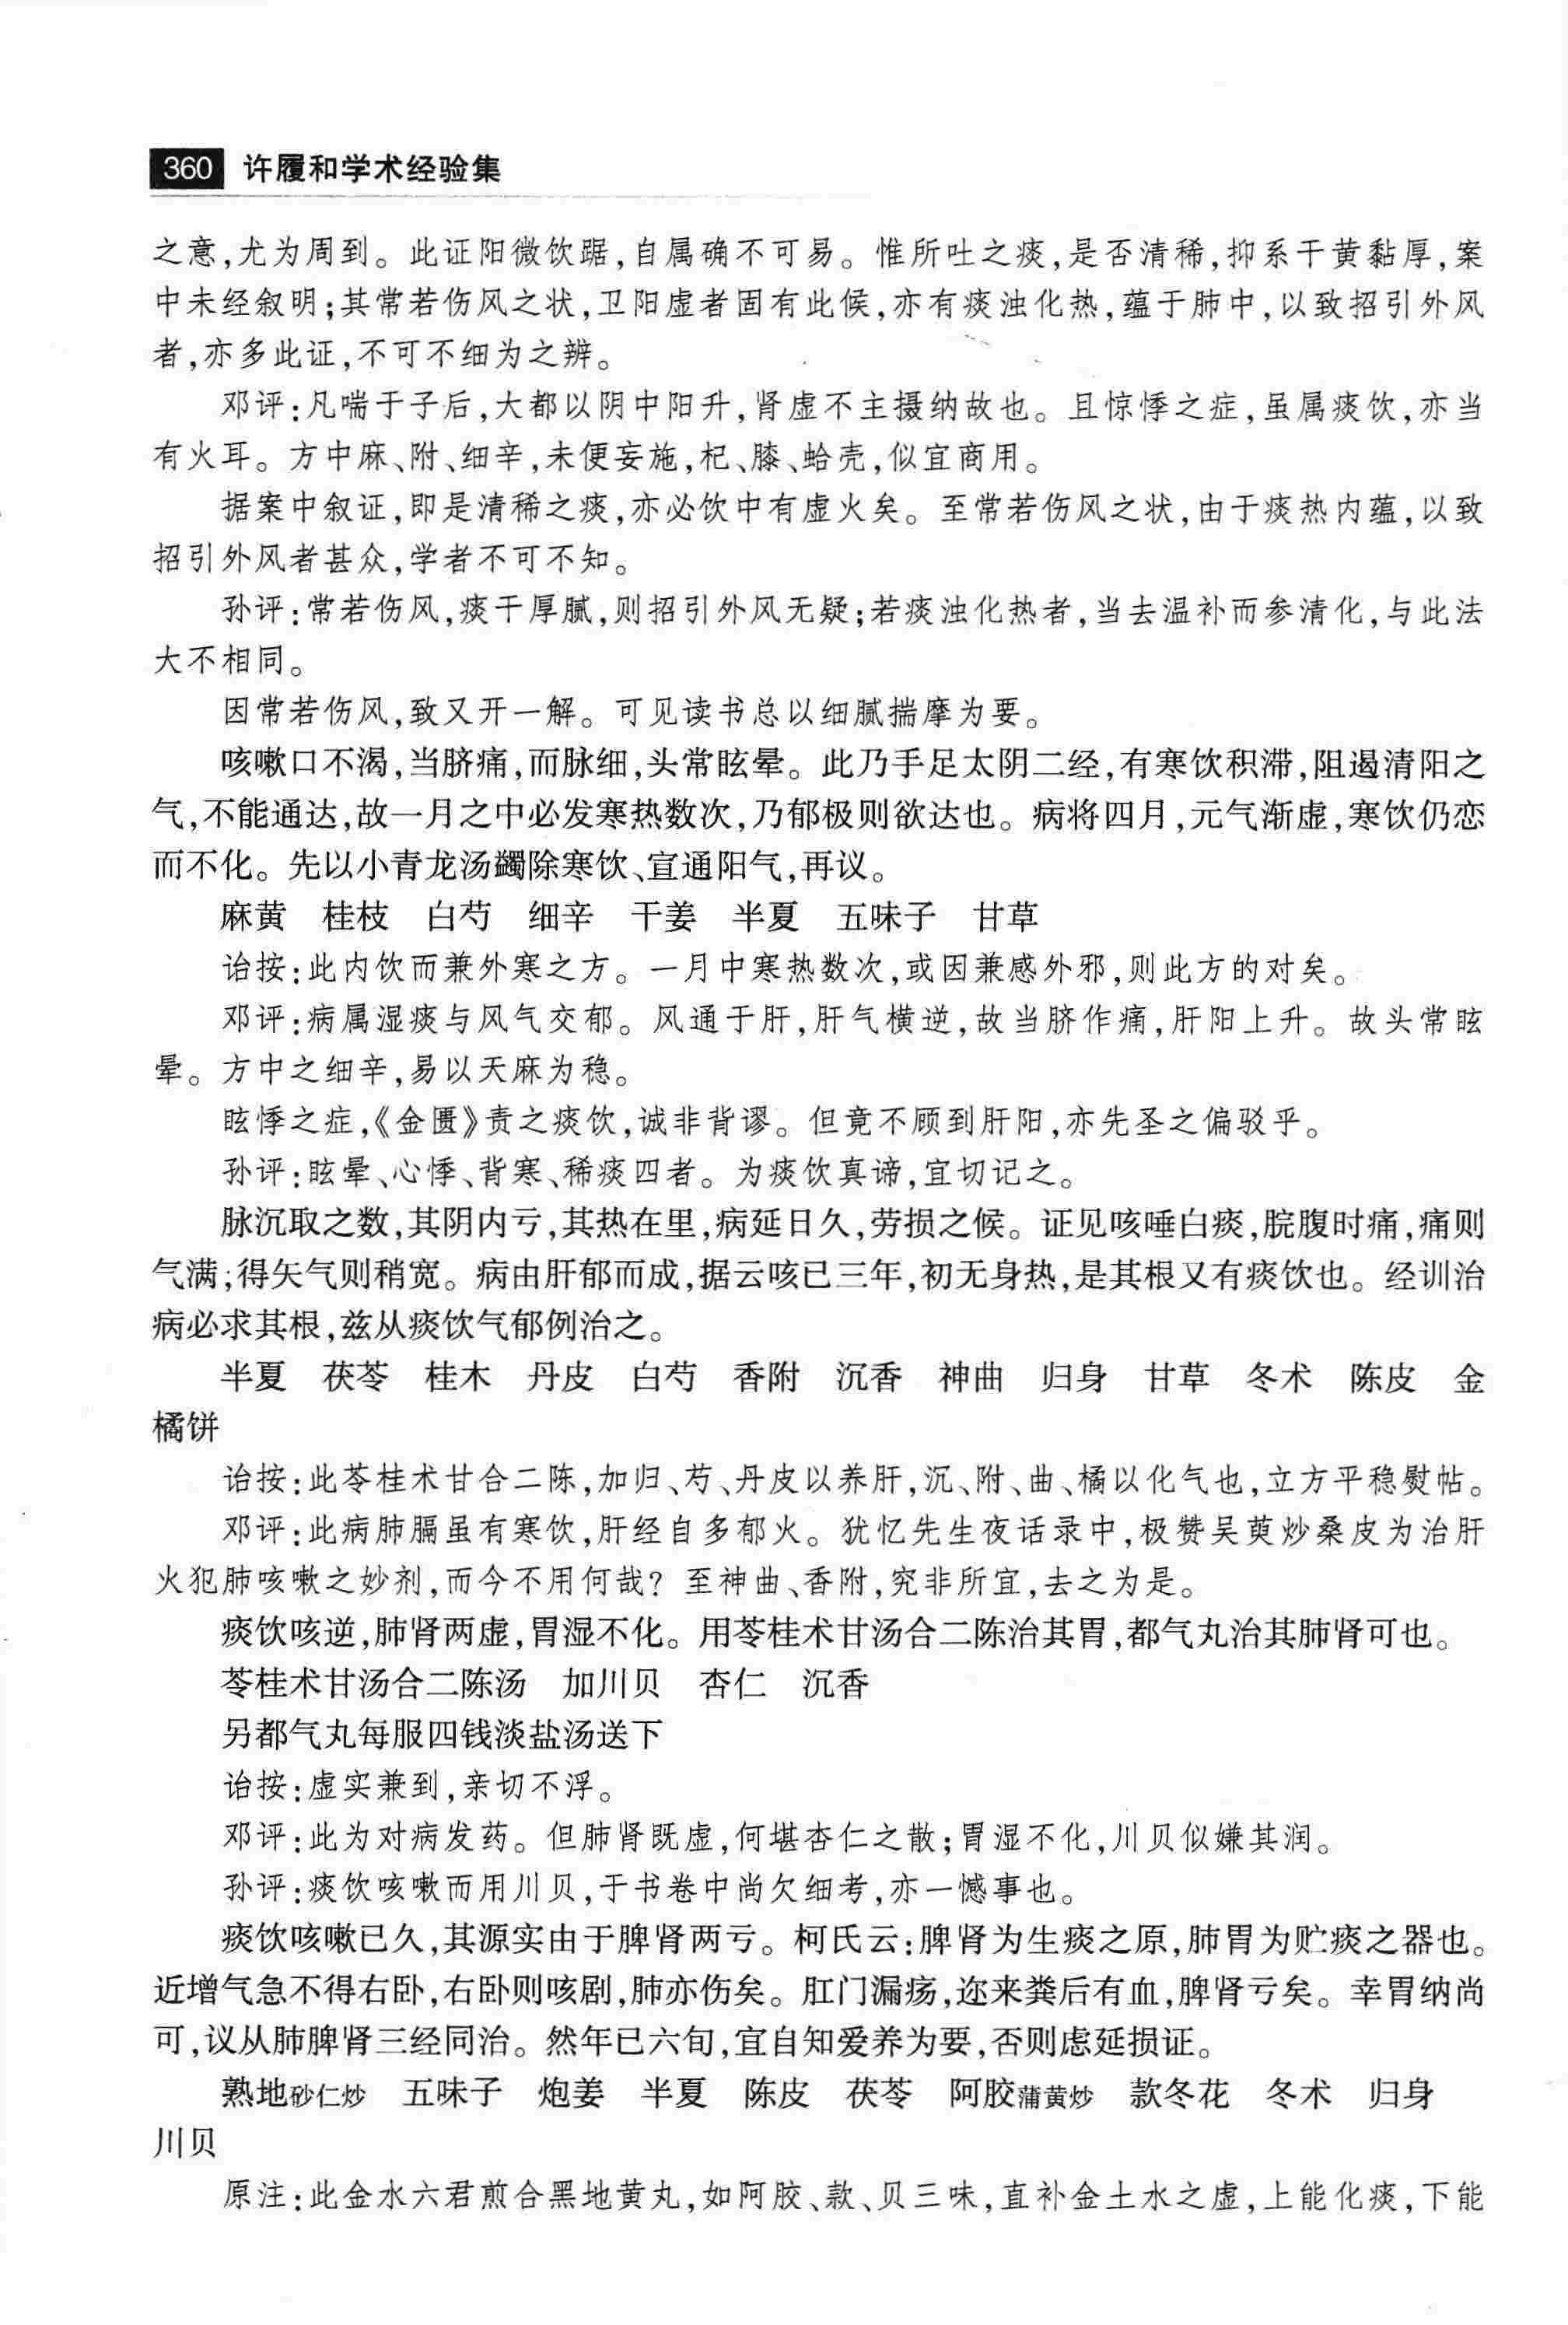 360 许履和学术经验集
之意,尤为周到。此证阳微饮踞,自属确不可易。惟所吐之痰,是否清稀,抑系干黄黏厚,案
中未经叙明;其常若伤风之状,卫阳虚者固有此候,亦有痰浊化热,蕴于肺中,以致招引外风
者,亦多此证,不可不细为之辨。
邓评:凡喘于子后,大都以阴中阳升,肾虚不主摄纳故也。且惊悸之症,虽属痰饮,亦当
有火耳。方中麻、附、细辛,未便妄施,杞、膝、蛤壳,似宜商用。
据案中叙证,即是清稀之痰,亦必饮中有虚火矣。至常若伤风之状,由于痰热内蕴,以致
招引外风者甚众,学者不可不知。
孙评:常若伤风,痰干厚腻,则招引外风无疑;若痰浊化热者,当去温补而参清化,与此法
大不相同。
因常若伤风,致又开一解。可见读书总以细腻揣摩为要。
咳嗽口不渴,当脐痛,而脉细,头常眩晕。此乃手足太阴二经,有寒饮积滞,阻遏清阳之
气,不能通达,故一月之中必发寒热数次,乃郁极则欲达也。病将四月,元气渐虚,寒饮仍恋
而不化。先以小青龙汤蠲除寒饮、宣通阳气,再议。
麻黄 桂枝 白芍 细辛 干姜 半夏 五味子 甘草
诒按:此内饮而兼外寒之方。一月中寒热数次,或因兼感外邪,则此方的对矣。
邓评:病属湿痰与风气交郁。风通于肝,肝气横逆,故当脐作痛,肝阳上升。故头常眩
晕。方中之细辛,易以天麻为稳。
眩悸之症,《金匮》责之痰饮,诚非背谬。但竟不顾到肝阳,亦先圣之偏驳乎。
孙评:眩晕、心悸、背寒、稀痰四者。为痰饮真谛,宜切记之。
脉沉取之数,其阴内亏,其热在里,病延日久,劳损之候。证见咳唾白痰,脘腹时痛,痛则
气满;得矢气则稍宽。病由肝郁而成,据云咳已三年,初无身热,是其根又有痰饮也。经训治
病必求其根,兹从痰饮气郁例治之。
半夏 茯苓 桂木 丹皮 白芍 香附 沉香 神曲 归身 甘草 冬术 陈皮 金
橘饼
诒按:此苓桂术甘合二陈,加归、芍、丹皮以养肝,沉、附、曲、橘以化气也,立方平稳熨帖。
邓评:此病肺膈虽有寒饮,肝经自多郁火。犹忆先生夜话录中,极赞吴萸炒桑皮为治肝
火犯肺咳嗽之妙剂,而今不用何哉?至神曲、香附,究非所宜,去之为是。
痰饮咳逆,肺肾两虚,胃湿不化。用苓桂术甘汤合二陈治其胃,都气丸治其肺肾可也。
苓桂术甘汤合二陈汤 加川贝 杏仁 沉香
另都气丸每服四钱淡盐汤送下
诒按:虚实兼到,亲切不浮。
邓评:此为对病发药。但肺肾既虚,何堪杏仁之散;胃湿不化,川贝似嫌其润。
孙评:痰饮咳嗽而用川贝,于书卷中尚欠细考,亦一憾事也。
痰饮咳嗽已久,其源实由于脾肾两亏。柯氏云:脾肾为生痰之原,肺胃为贮痰之器也。
近增气急不得右卧,右卧则咳剧,肺亦伤矣。肛门漏疡,迩来粪后有血,脾肾亏矣。幸胃纳尚
可,议从肺脾肾三经同治。然年已六旬,宜自知爱养为要,否则虑延损证。
熟地砂仁炒 五味子 炮姜 半夏 陈皮 茯苓 阿胶蒲黄炒 款冬花 冬术 归身
川贝
原注:此金水六君煎合黑地黄丸,如阿胶、款、贝三味,直补金土水之虚,上能化痰,下能